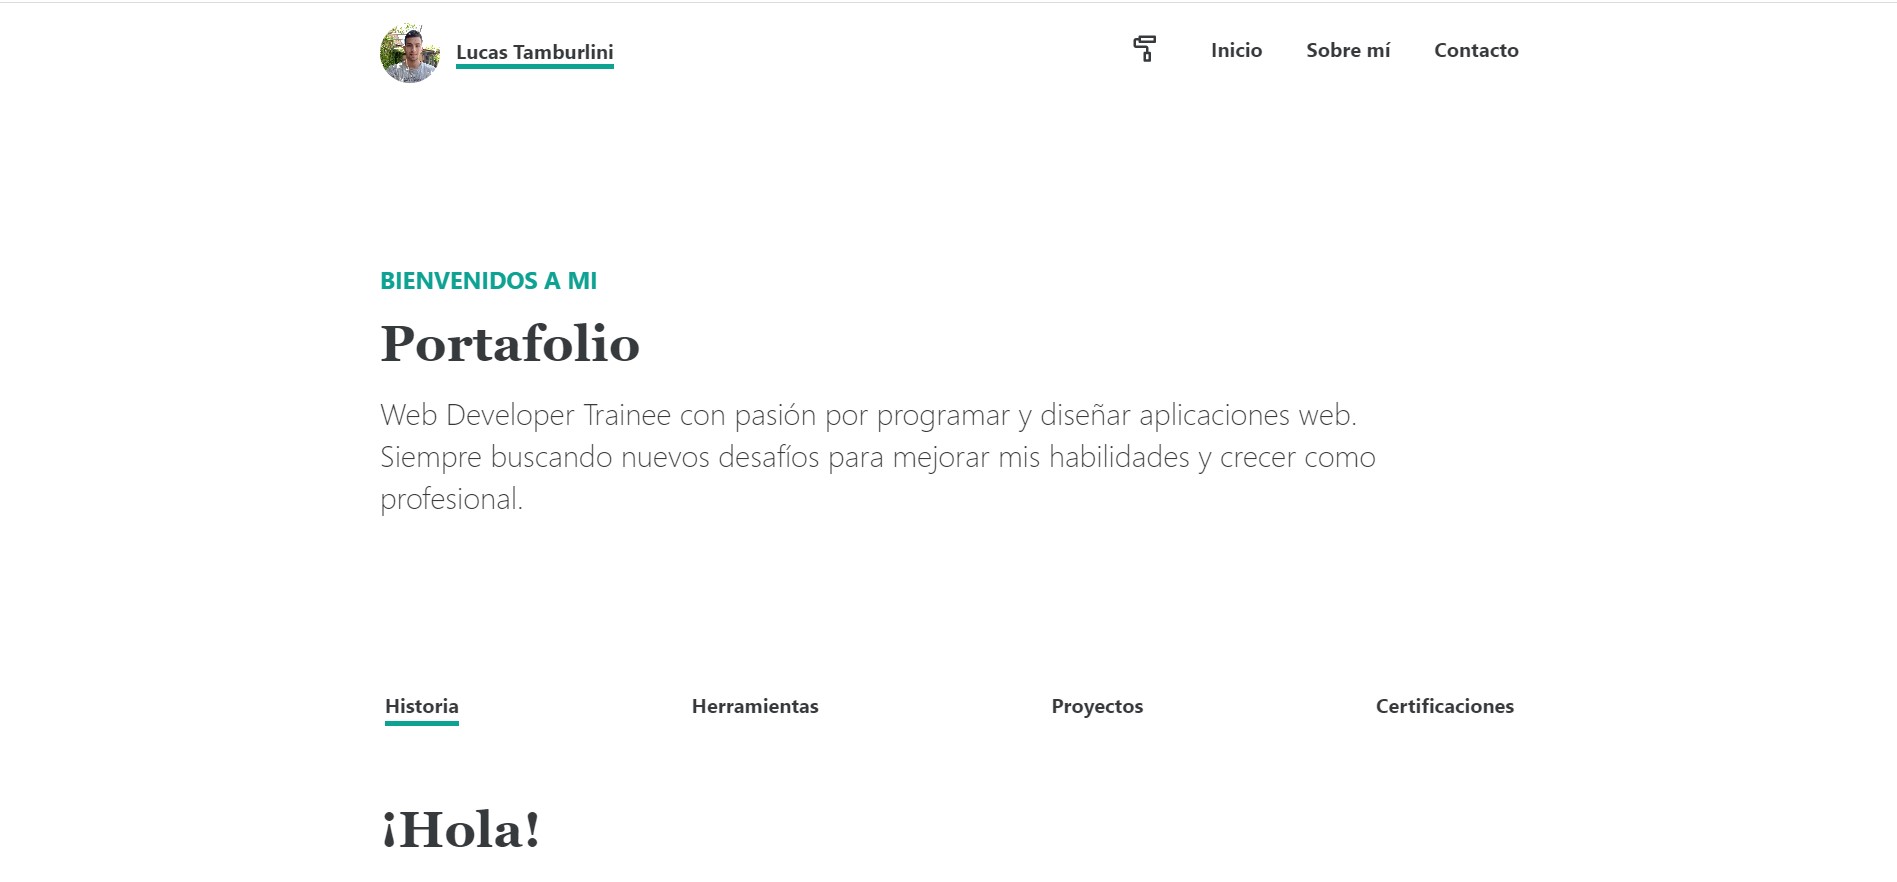 Lucas Tamburlini
Inicio
Sobre mí
Contacto
BIENVENIDOS A MI
Portafolio
Web Developer Trainee con pasión por programar y diseñar aplicaciones web.
Siempre buscando nuevos desafíos para mejorar mis habilidades y crecer como
profesional.
Historia
Herramientas
Proyectos
Certificaciones
¡Hola!